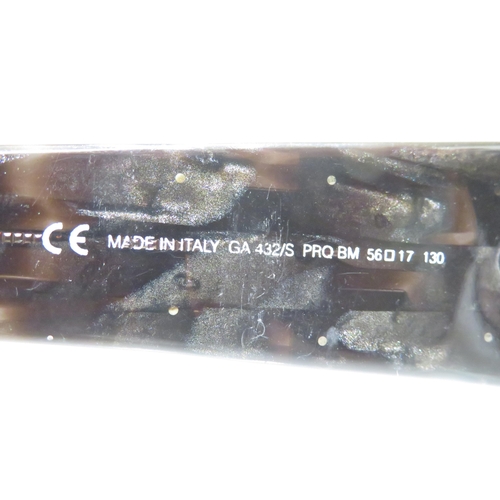 CE MADE IN ITALY GA 432/S PRQ BM 56□17 130